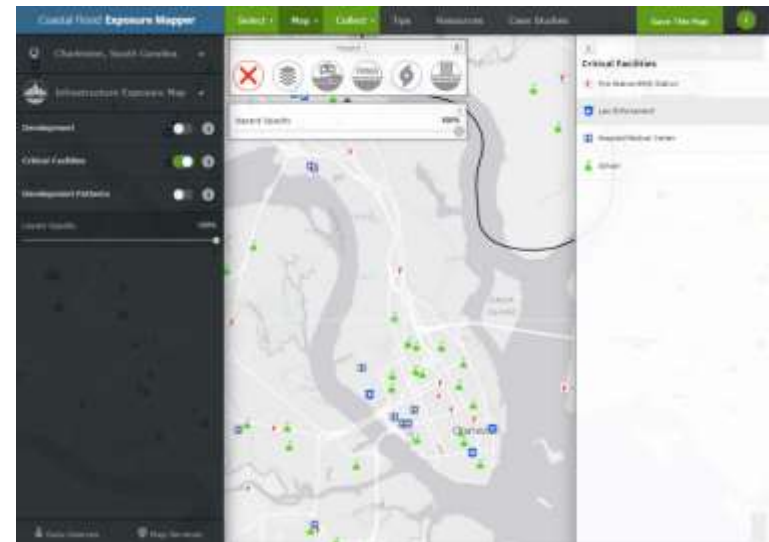 Coastal Flood Exposure Mapper
Select
Map
Collect
Tips
Resources
Case Studies
Save This Map
Charleston, South Carolina
Infrastructure Exposure Map
Development
Critical Facilities
Development Patterns
Layers Opacity
100%
Hazard Opacity
100%
Critical Facilities
Fire Station/EMS Station
Law Enforcement
Hospital/Medical Center
School
Data Sources
Map Services